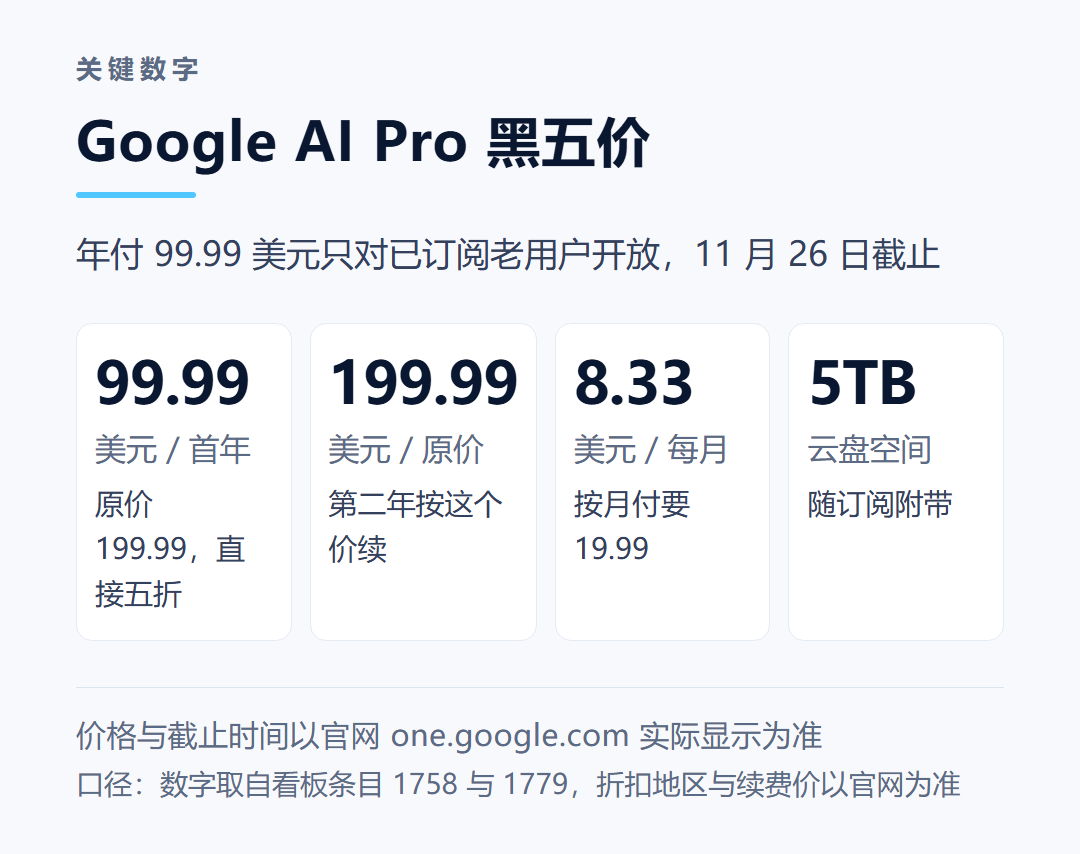 关键数字
Google AI Pro 黑五价
年付 99.99 美元只对已订阅老用户开放，11 月 26 日截止
99.99
美元 / 首年
原价
199.99，直
接五折
199.99
美元 / 原价
第二年按这个
价续
8.33
美元 / 每月
按月付要
19.99
5TB
云盘空间
随订阅附带
价格与截止时间以官网 one.google.com 实际显示为准
口径：数字取自看板条目 1758 与 1779，折扣地区与续费价以官网为准